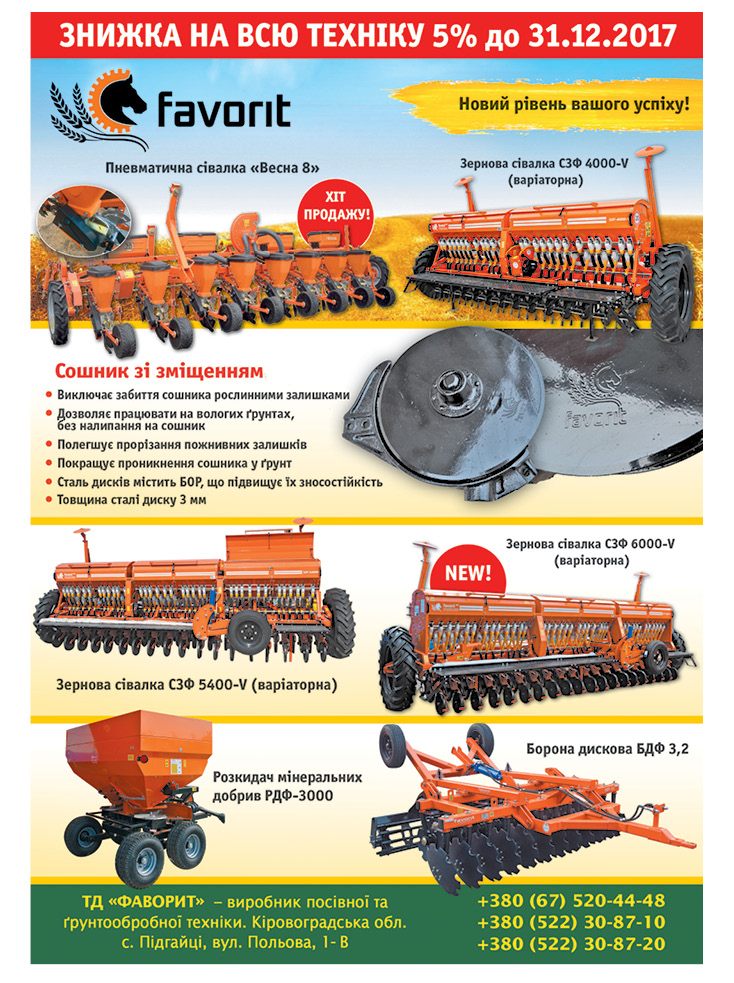 ЗНИЖКА НА ВСЮ ТЕХНІКУ 5% до 31.12.2017
favorit
Новий рівень вашого успіху!
Пневматична сівалка «Весна 8»
Зернова сівалка СЗФ 4000-V
(варіаторна)
ХІТ
ПРОДАЖУ!
Сошник зі зміщенням
• Виключає забиття сошника рослинними залишками
• Дозволяє працювати на вологих ґрунтах,
без налипання на сошник
• Полегшує прорізання пожнивних залишків
• Покращує проникнення сошника у ґрунт
• Сталь дисків містить БОР, що підвищує їх зносостійкість
• Товщина сталі диску 3 мм
favorit
Зернова сівалка СЗФ 6000-V
(варіаторна)
NEW!
Зернова сівалка СЗФ 5400-V (варіаторна)
Борона дискова БДФ 3,2
Розкидач мінеральних
добрив РДФ-3000
ТД «ФАВОРИТ» – виробник посівної та
ґрунтообробної техніки. Кіровоградська обл.
с. Підгайці, вул. Польова, 1- В
+380 (67) 520-44-48
+380 (522) 30-87-10
+380 (522) 30-87-20